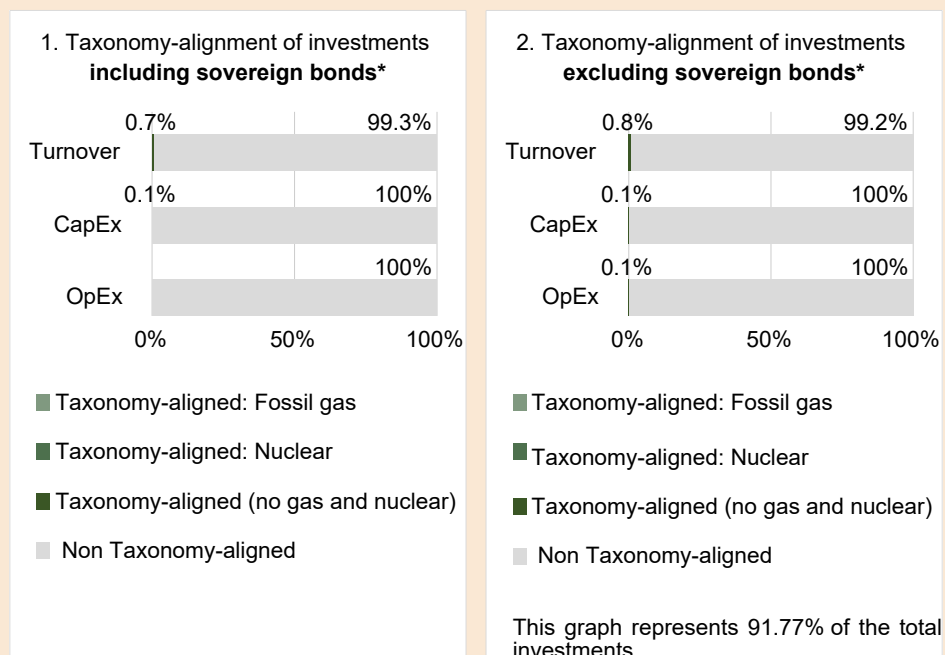 1. Taxonomy-alignment of investments
including sovereign bonds*
0.7% 99.3%
Turnover
0.1% 100%
CapEx
100%
OpEx
0% 50% 100%
Taxonomy-aligned: Fossil gas
Taxonomy-aligned: Nuclear
Taxonomy-aligned (no gas and nuclear)
Non Taxonomy-aligned
2. Taxonomy-alignment of investments
excluding sovereign bonds*
0.8% 99.2%
Turnover
0.1% 100%
CapEx
0.1% 100%
OpEx
0% 50% 100%
Taxonomy-aligned: Fossil gas
Taxonomy-aligned: Nuclear
Taxonomy-aligned (no gas and nuclear)
Non Taxonomy-aligned
This graph represents 91.77% of the total
investments